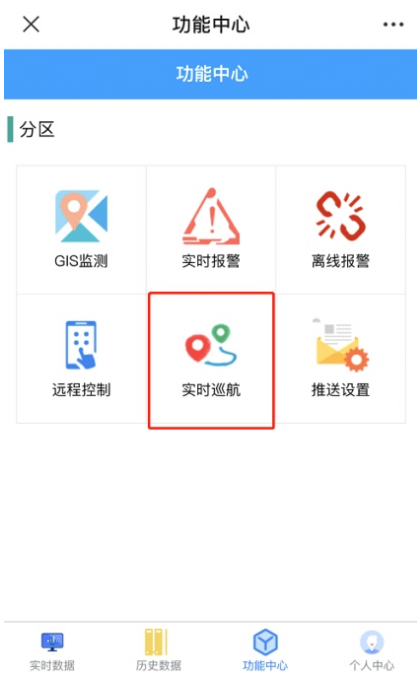 功能中心
功能中心
分区
GIS监测
实时报警
离线报警
远程控制
实时巡航
推送设置
实时数据
历史数据
功能中心
个人中心